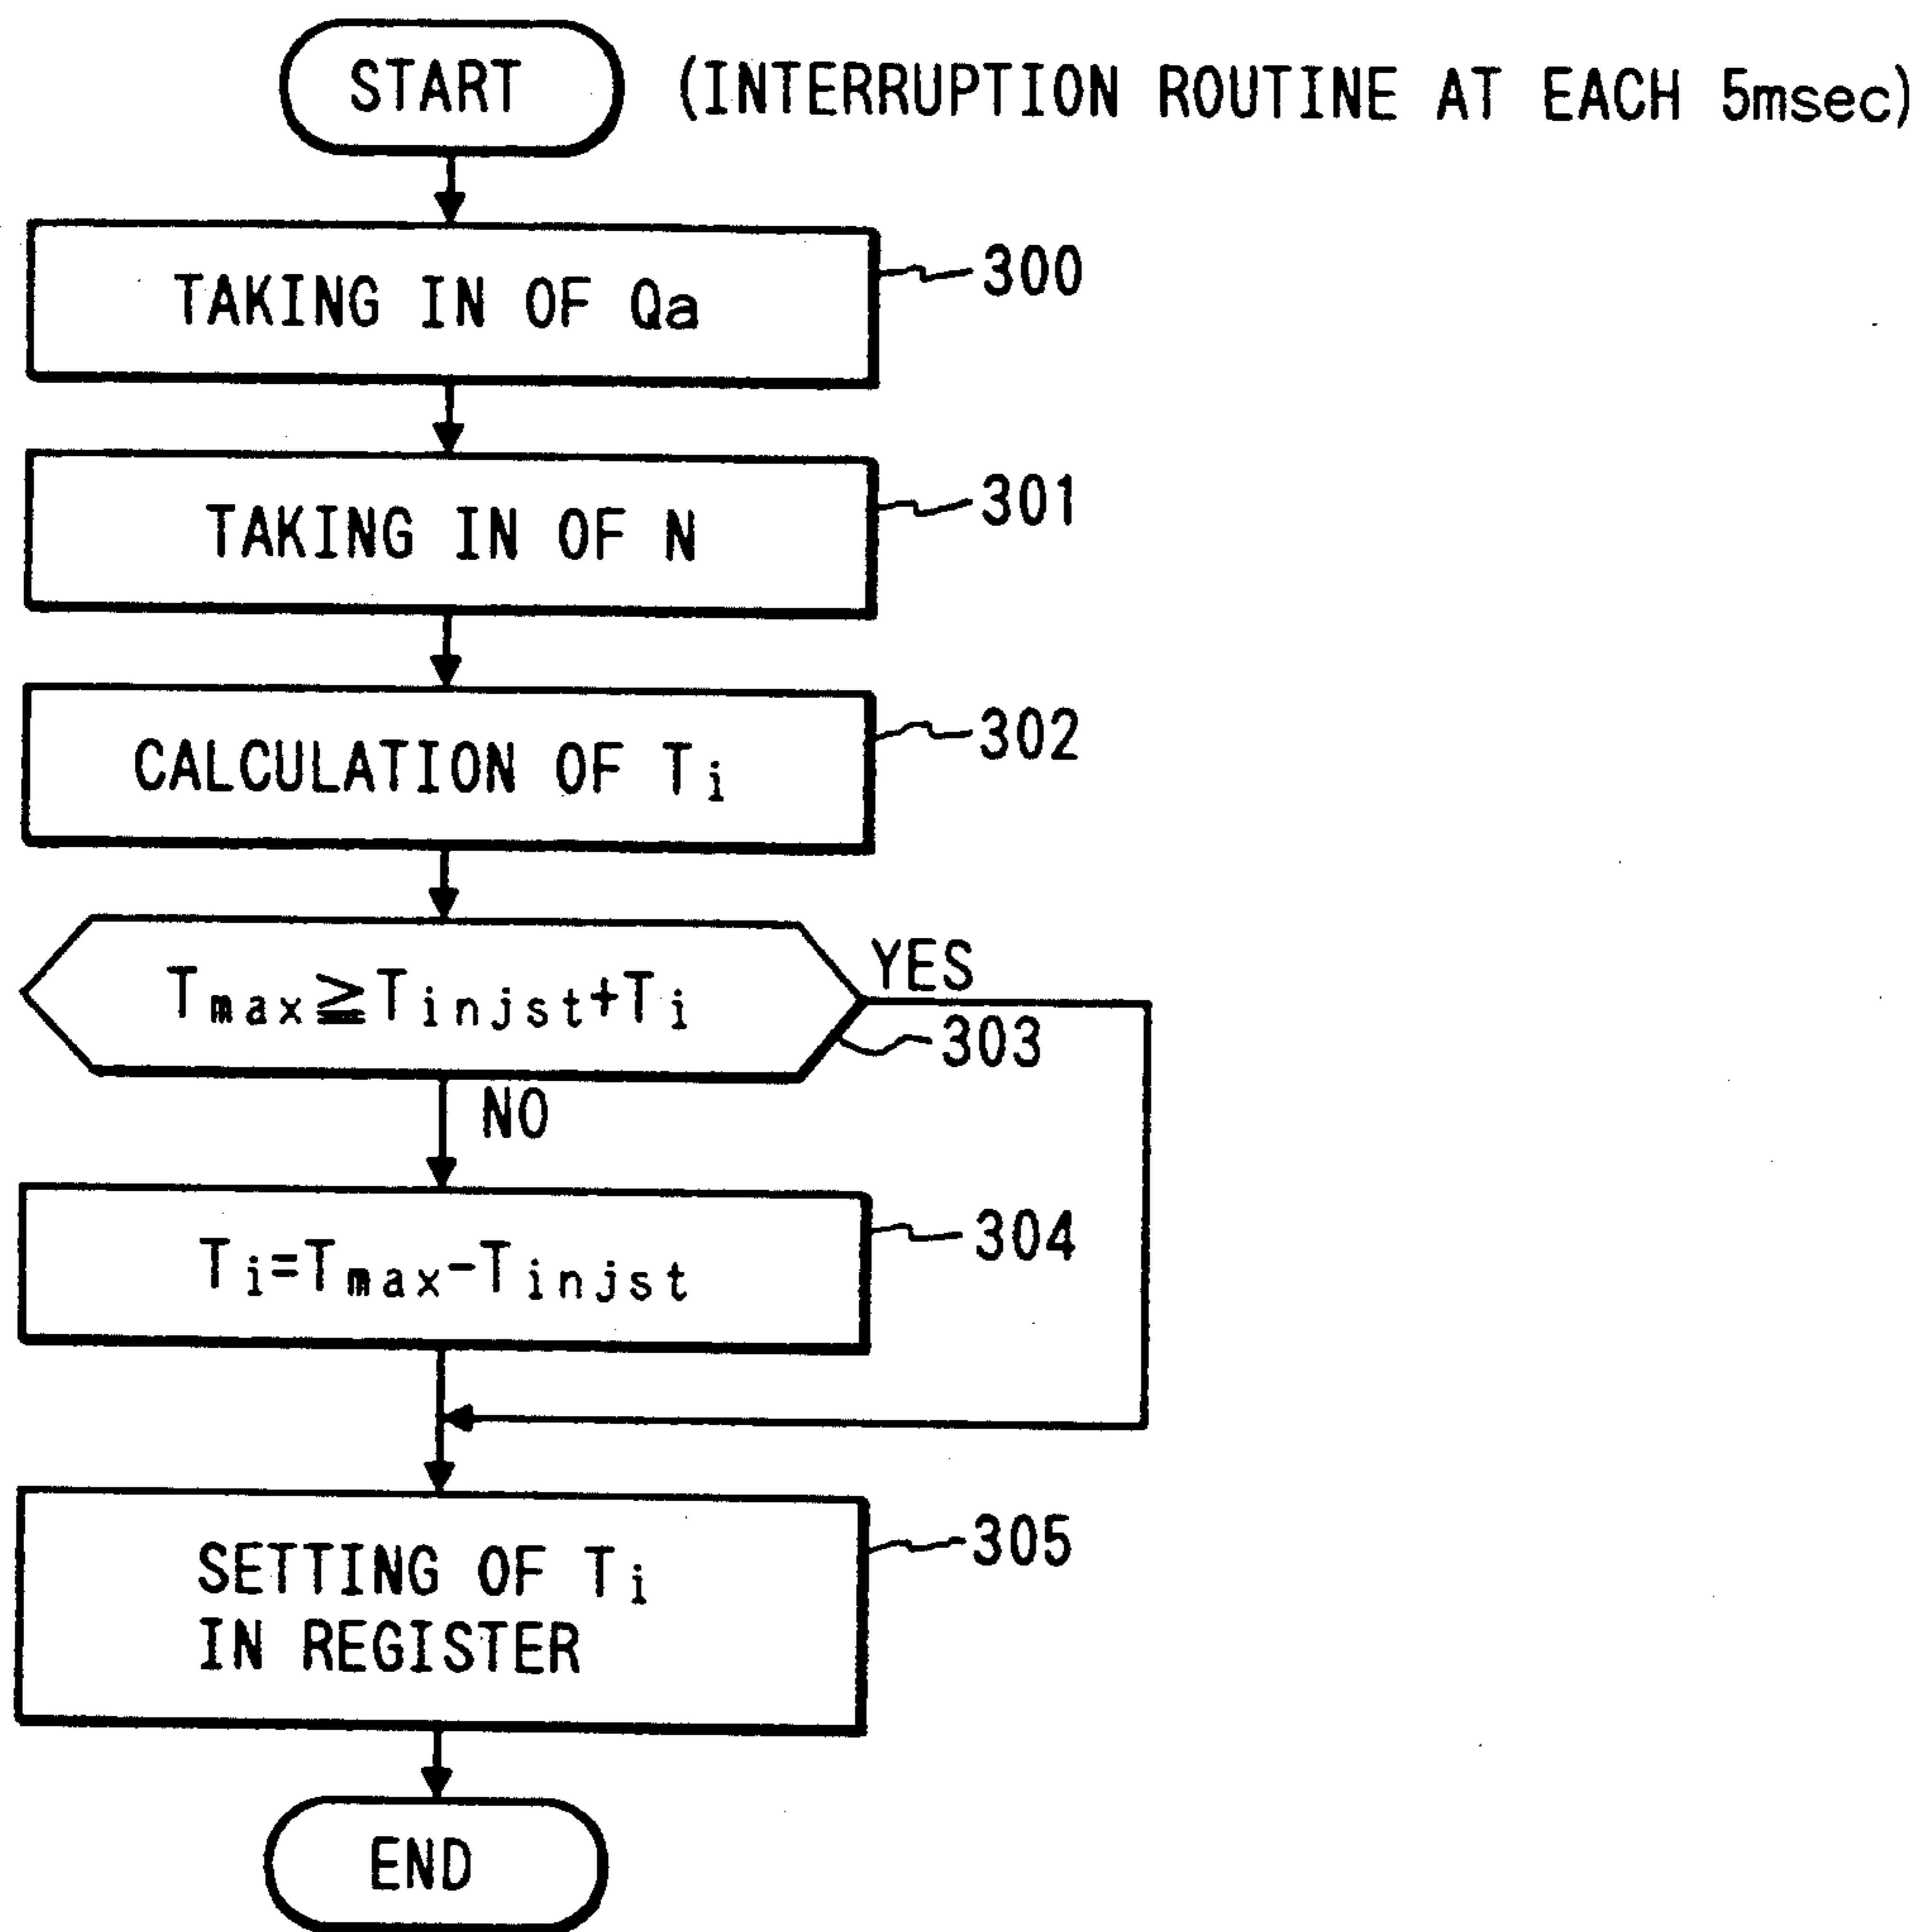 START
(INTERRUPTION ROUTINE AT EACH 5msec)
TAKING IN OF Qa
300
TAKING IN OF N
301
CALCULATION OF Ti
302
Tmax≧Tinjst+Ti
YES
303
NO
Ti=Tmax-Tinjst
304
SETTING OF Ti
IN REGISTER
305
END